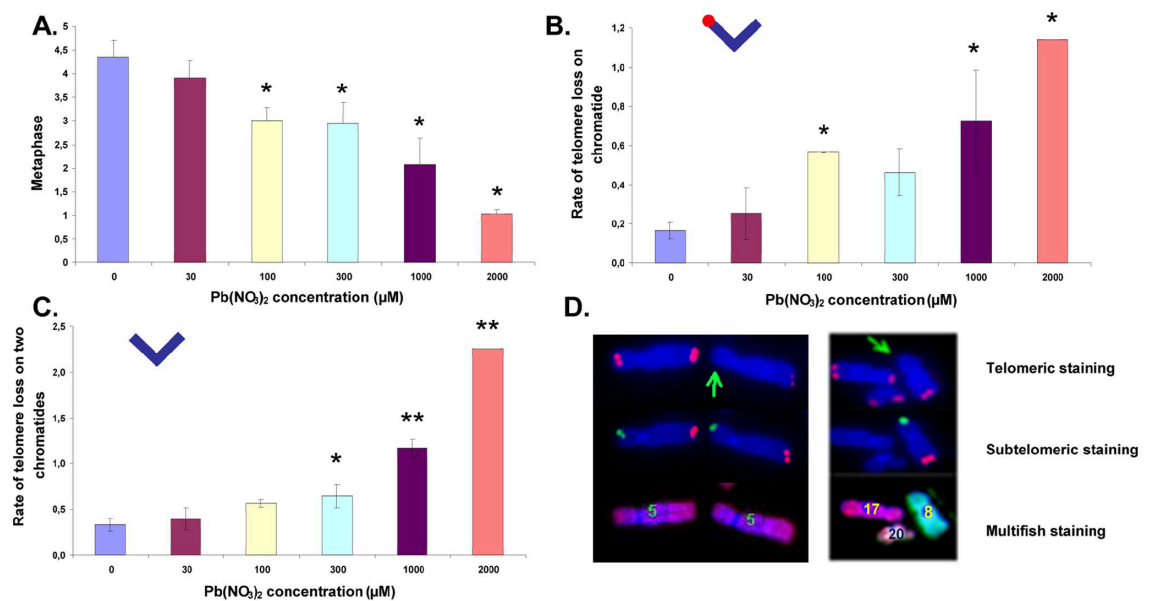 A.
5
4,5
4
3,5
3
2,5
2
1,5
1
0,5
0
Metaphase
* * * *
0 30 100 300 1000 2000
Pb(NO₃)₂ concentration (µM)
B.
1,2
1,0
0,8
0,6
0,4
0,2
0,0
Rate of telomere loss on
chromatide
* * *
0 30 100 300 1000 2000
Pb(NO₃)₂ concentration (µM)
C.
2,5
2,0
1,5
1,0
0,5
0,0
Rate of telomere loss on two
chromatides
* ** **
0 30 100 300 1000 2000
Pb(NO₃)₂ concentration (µM)
D.
Telomeric staining
Subtelomeric staining
5 5
17 8
20
Multifish staining